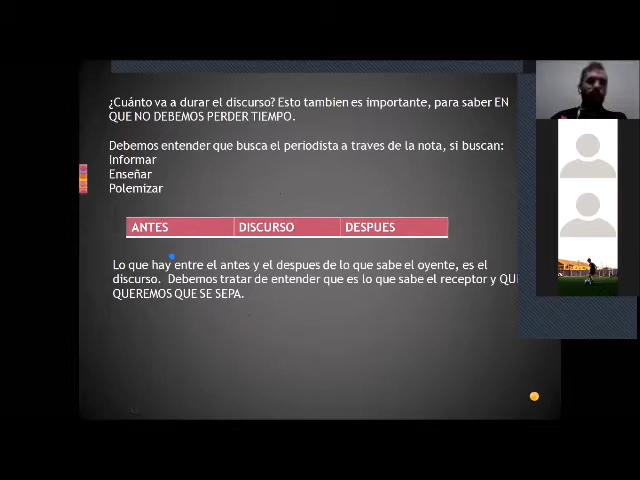 ¿Cuánto va a durar el discurso? Esto tambien es importante, para saber EN
QUE NO DEBEMOS PERDER TIEMPO.
Debemos entender que busca el periodista a traves de la nota, si buscan:
Informar
Enseñar
Polemizar
ANTES DISCURSO DESPUES
Lo que hay entre el antes y el despues de lo que sabe el oyente, es el
discurso. Debemos tratar de entender que es lo que sabe el receptor y QU
QUEREMOS QUE SE SEPA.